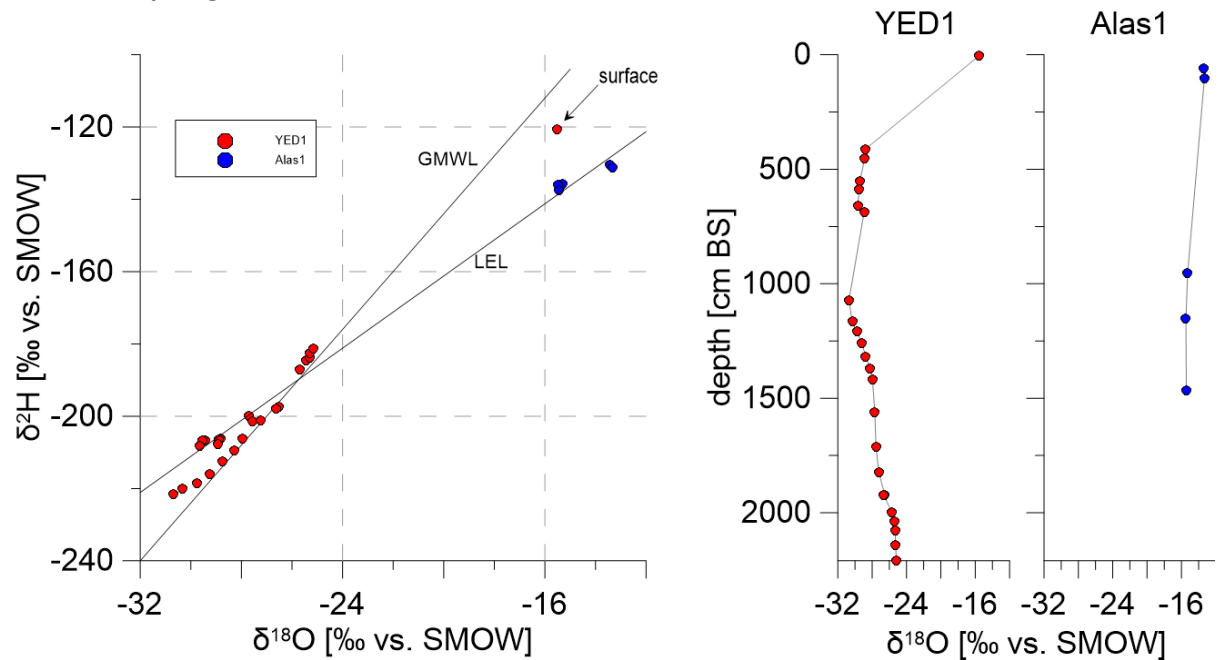 YED1
Alas1
surface
GMWL
LEL
-120
-160
-200
-240
δ²H [‰ vs. SMOW]
-32
-24
-16
δ¹⁸O [‰ vs. SMOW]
YED1
Alas1
0
500
1000
1500
2000
depth [cm BS]
-32
-24
-16
-32
-24
-16
δ¹⁸O [‰ vs. SMOW]